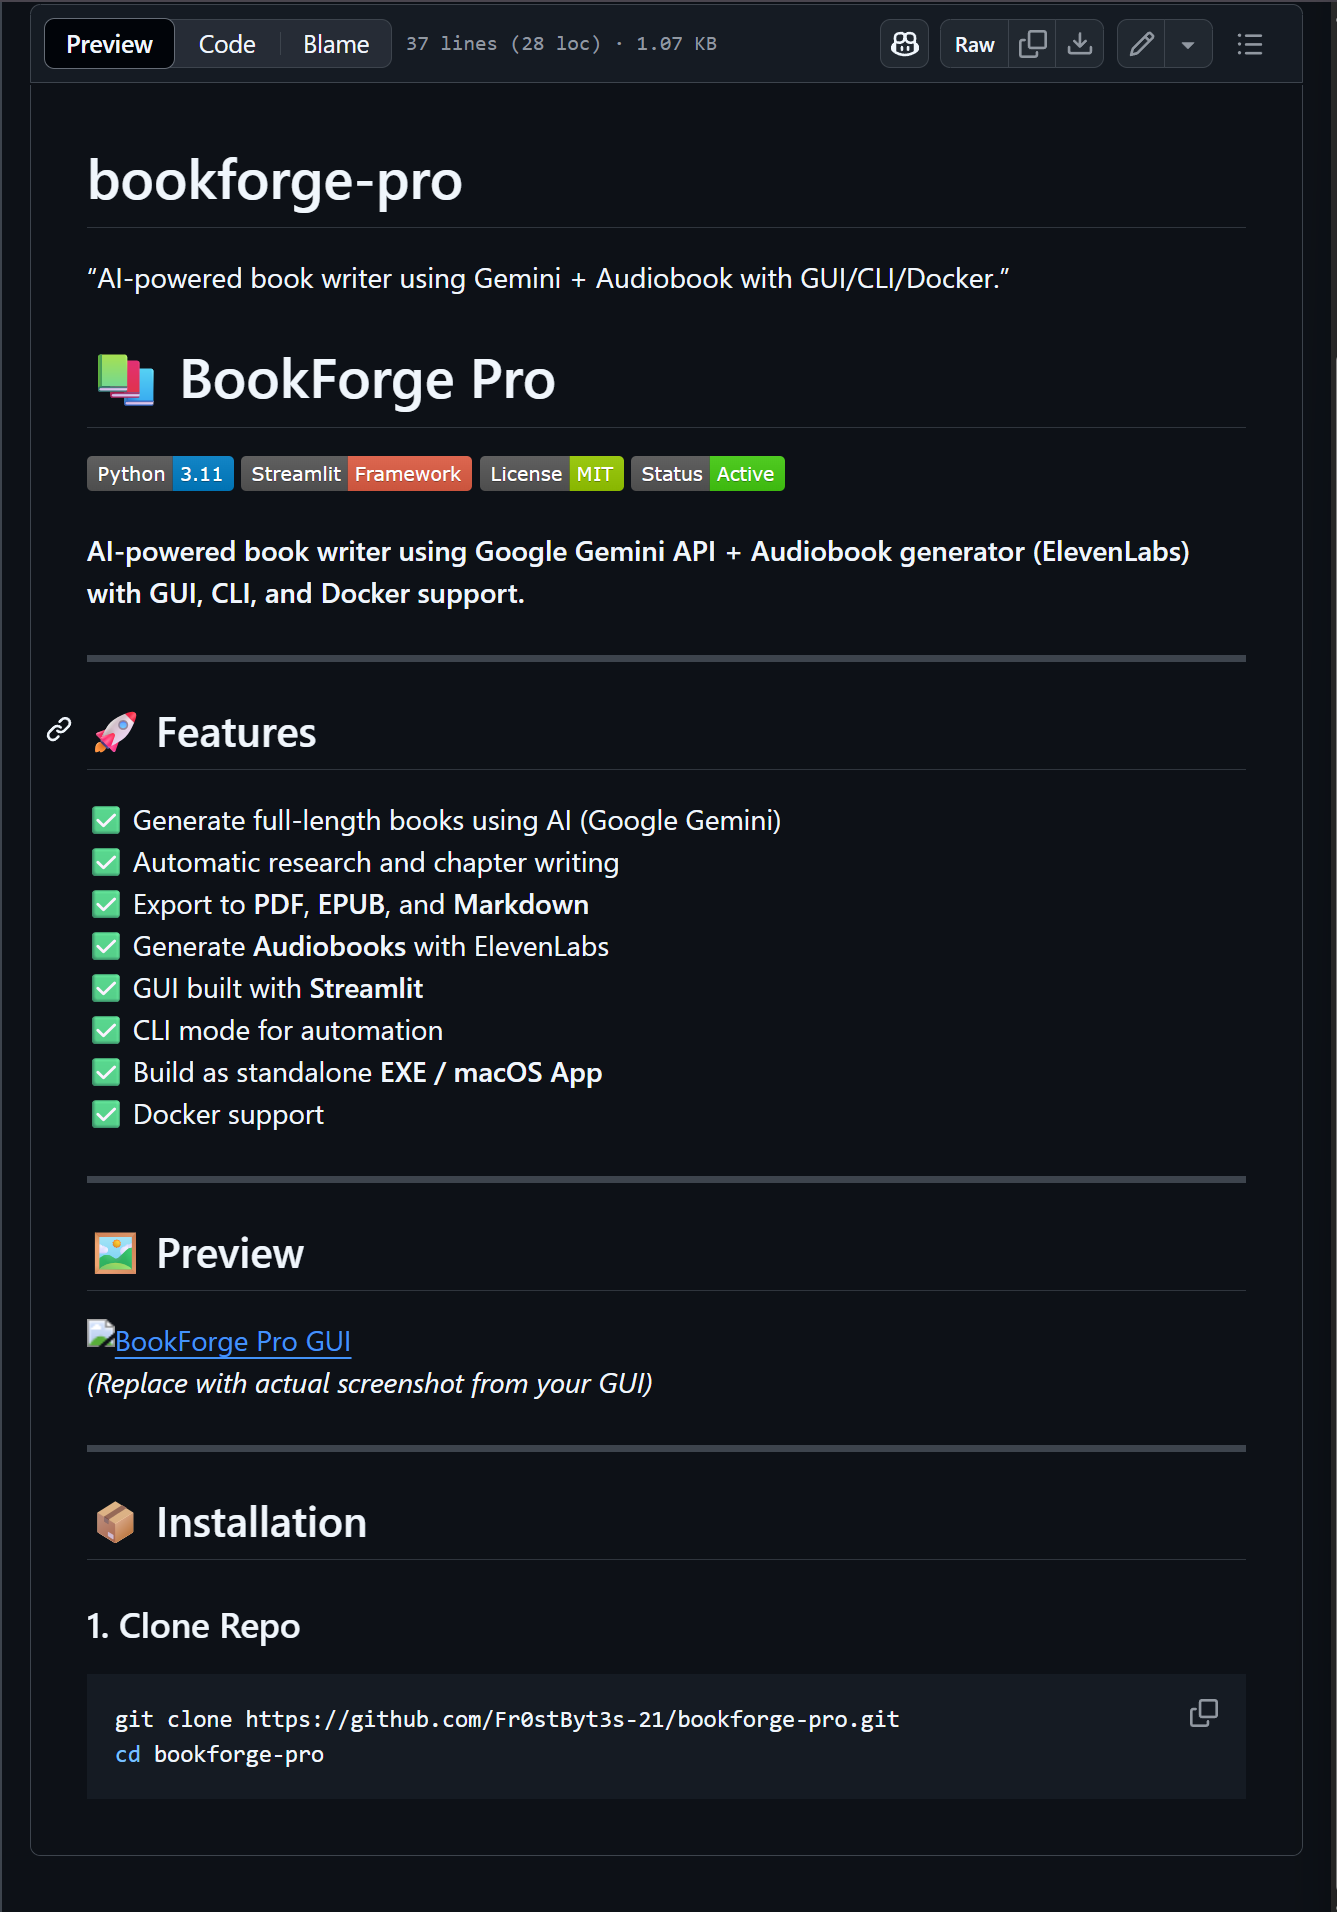 Preview Code Blame 37 lines (28 loc) · 1.07 KB Raw
bookforge-pro
“AI-powered book writer using Gemini + Audiobook with GUI/CLI/Docker.”
📚 BookForge Pro
Python 3.11 Streamlit Framework License MIT Status Active
AI-powered book writer using Google Gemini API + Audiobook generator (ElevenLabs)
with GUI, CLI, and Docker support.
🚀 Features
✅ Generate full-length books using AI (Google Gemini)
✅ Automatic research and chapter writing
✅ Export to PDF, EPUB, and Markdown
✅ Generate Audiobooks with ElevenLabs
✅ GUI built with Streamlit
✅ CLI mode for automation
✅ Build as standalone EXE / macOS App
✅ Docker support
🖼️ Preview
BookForge Pro GUI
(Replace with actual screenshot from your GUI)
📦 Installation
1. Clone Repo
git clone https://github.com/Fr0stByt3s-21/bookforge-pro.git
cd bookforge-pro